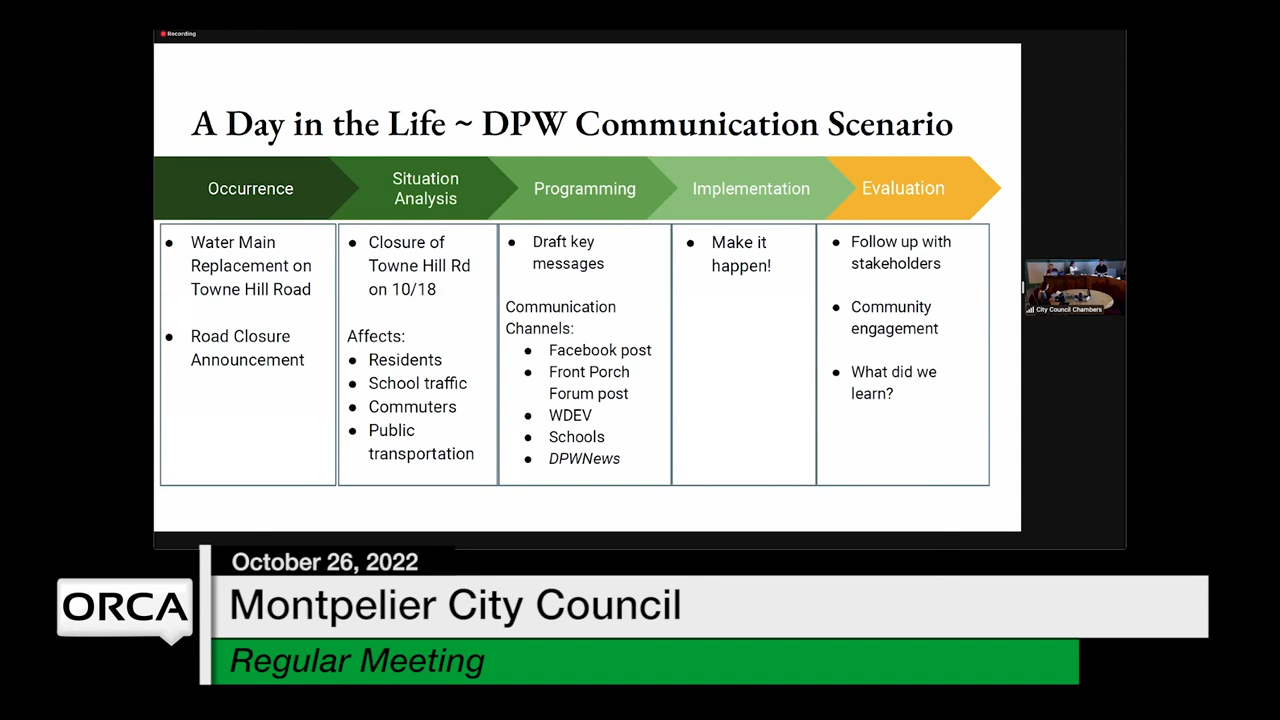 Recording
A Day in the Life ~ DPW Communication Scenario
Occurrence
Situation
Analysis
Programming
Implementation
Evaluation
● Water Main
Replacement on
Towne Hill Road
● Road Closure
Announcement
● Closure of
Towne Hill Rd
on 10/18
Affects:
● Residents
● School traffic
● Commuters
● Public
transportation
● Draft key
messages
Communication
Channels:
● Facebook post
● Front Porch
Forum post
● WDEV
● Schools
● DPWNews
● Make it
happen!
● Follow up with
stakeholders
● Community
engagement
● What did we
learn?
City Council Chambers
October 26, 2022
ORCA
Montpelier City Council
Regular Meeting